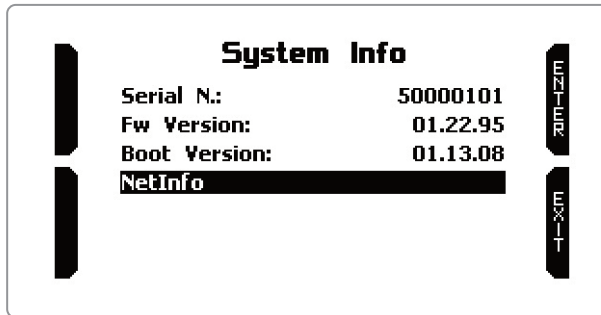 System Info
Serial N.: 50000101
Fw Version: 01.22.95
Boot Version: 01.13.08
NetInfo
ENTER
EXIT